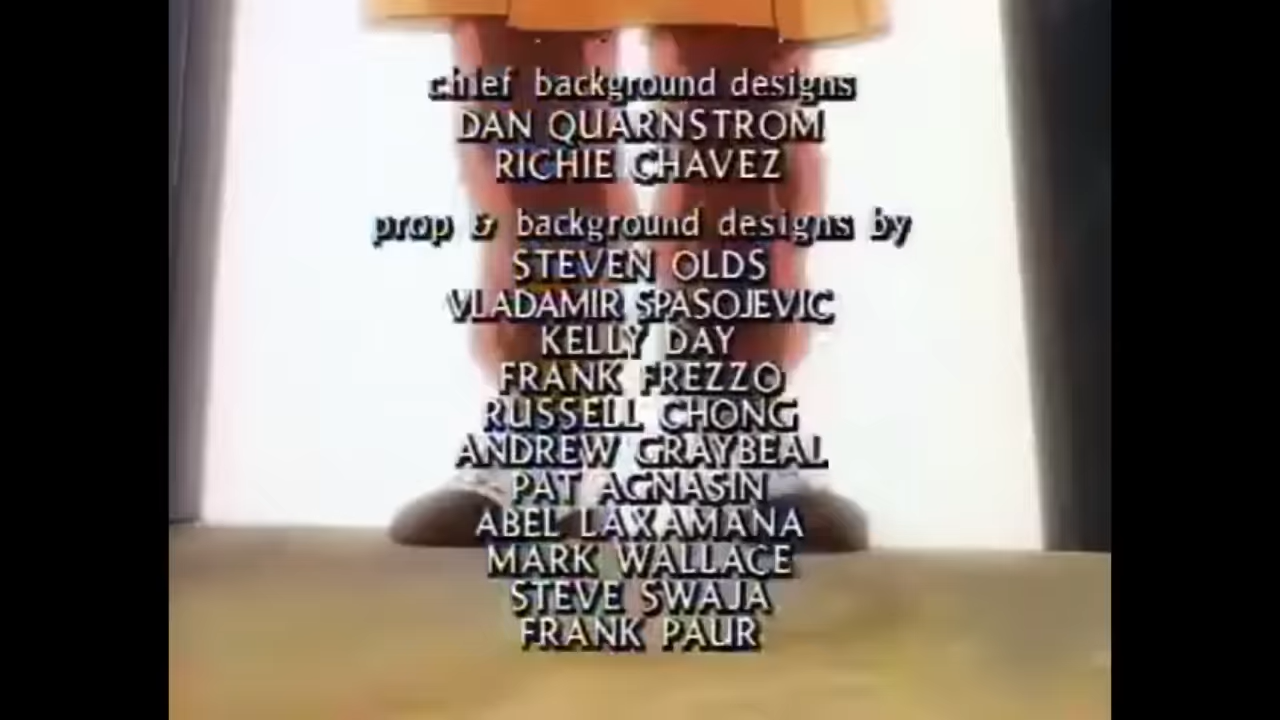 chief background designs
DAN QUARNSTROM
RICHIE CHAVEZ
prop & background designs by
STEVEN OLDS
VLADAMIR SPASOJEVIC
KELLY DAY
FRANK FREZZO
RUSSELL CHONG
ANDREW GRAYBEAL
PAT AGNASIN
ABEL LAXAMANA
MARK WALLACE
STEVE SWAJA
FRANK PAUR